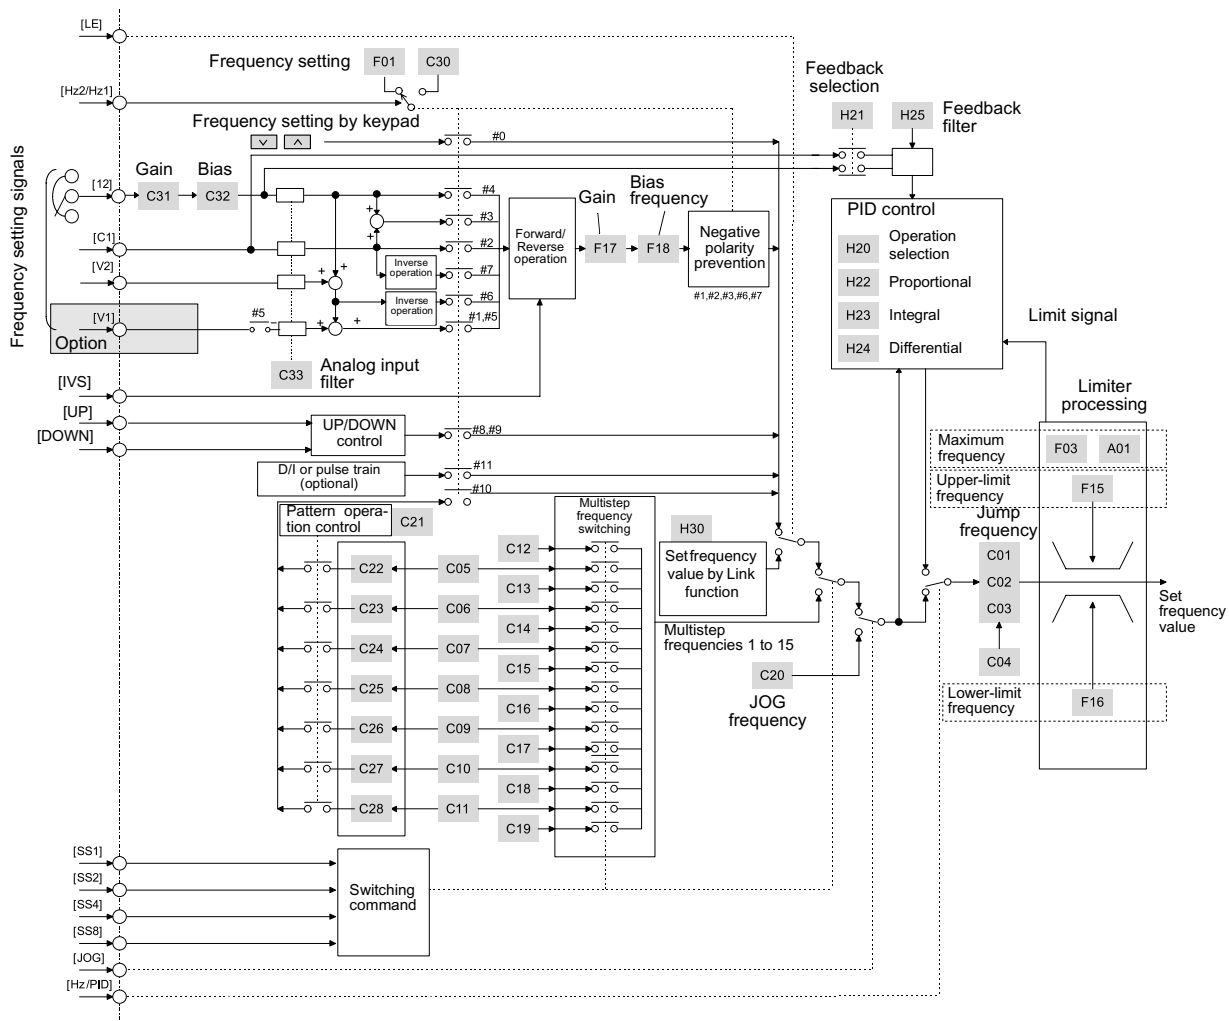 [LE]
Frequency setting
F01
C30
[Hz2/Hz1]
Frequency setting by keypad
#0
Feedback
selection
H21
H25
Feedback
filter
Frequency setting signals
[12]
Gain
C31
Bias
C32
+
+
#4
#3
[C1]
#2
[V2]
+
+
Inverse
operation
#7
Inverse
operation
#6
[V1]
Option
#5
−
+
+
#1,#5
C33
Analog input
filter
Forward/
Reverse
operation
Gain
F17
Bias
frequency
F18
Negative
polarity
prevention
#1,#2,#3,#6,#7
PID control
H20
Operation
selection
H22
Proportional
H23
Integral
H24
Differential
Limit signal
[IVS]
[UP]
[DOWN]
UP/DOWN
control
#8,#9
D/I or pulse train
(optional)
#11
#10
Pattern opera-
tion control
C21
Multistep
frequency
switching
C12
C22
C05
C13
C23
C06
C14
C24
C07
C15
C25
C08
C16
C26
C09
C17
C27
C10
C18
C28
C11
C19
H30
Set frequency
value by Link
function
Multistep
frequencies 1 to 15
C20
JOG
frequency
Limiter
processing
Maximum
frequency
F03
A01
Upper-limit
frequency
F15
Jump
frequency
C01
C02
C03
C04
Set
frequency
value
Lower-limit
frequency
F16
[SS1]
[SS2]
[SS4]
[SS8]
Switching
command
[JOG]
[Hz/PID]